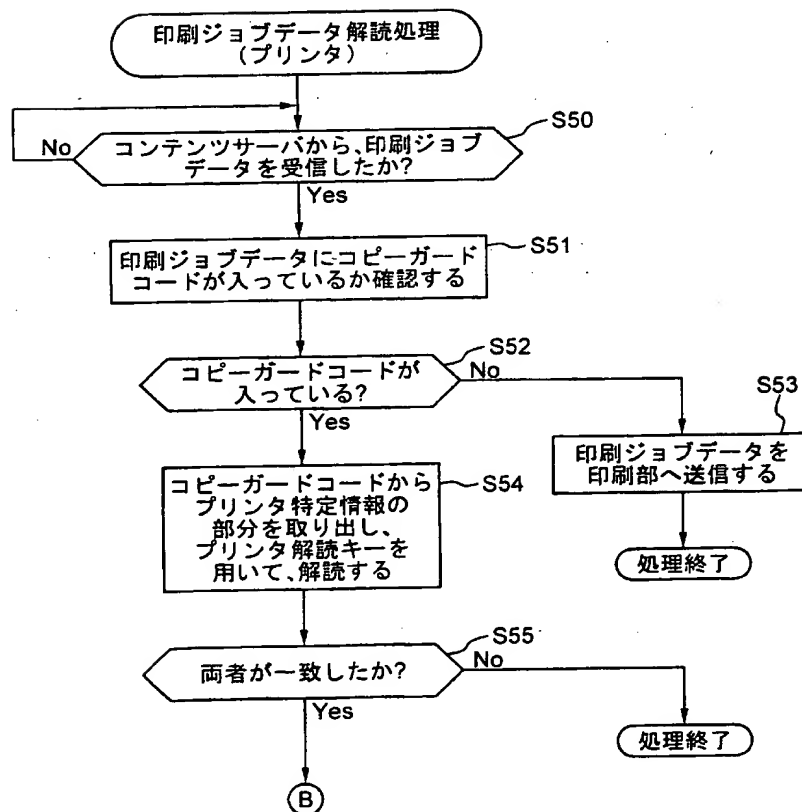 印刷ジョブデータ解読処理
(プリンタ)
S50
No
コンテンツサーバから、印刷ジョブ
データを受信したか?
Yes
S51
印刷ジョブデータにコピーガード
コードが入っているか確認する
S52
コピーガードコードが
入っている?
No
Yes
S53
印刷ジョブデータを
印刷部へ送信する
処理終了
S54
コピーガードコードから
プリンタ特定情報の
部分を取り出し、
プリンタ解読キーを
用いて、解読する
S55
両者が一致したか?
No
Yes
処理終了
B